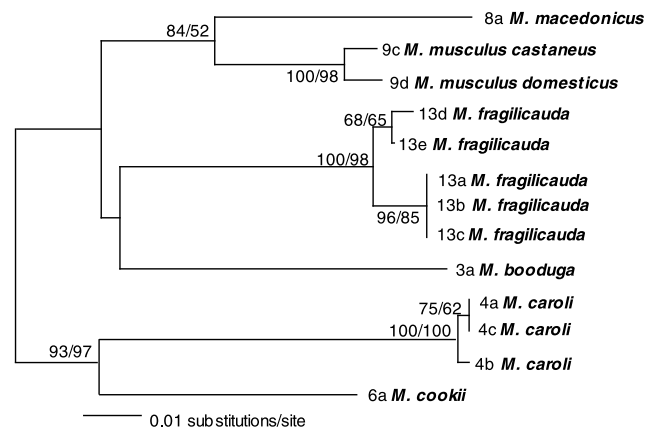 84/52
8a M. macedonicus
9c M. musculus castaneus
100/98
9d M. musculus domesticus
13d M. fragilicauda
68/65
13e M. fragilicauda
100/98
13a M. fragilicauda
13b M. fragilicauda
96/85
13c M. fragilicauda
3a M. booduga
4a M. caroli
75/62
4c M. caroli
100/100
93/97
4b M. caroli
6a M. cookii
0.01 substitutions/site